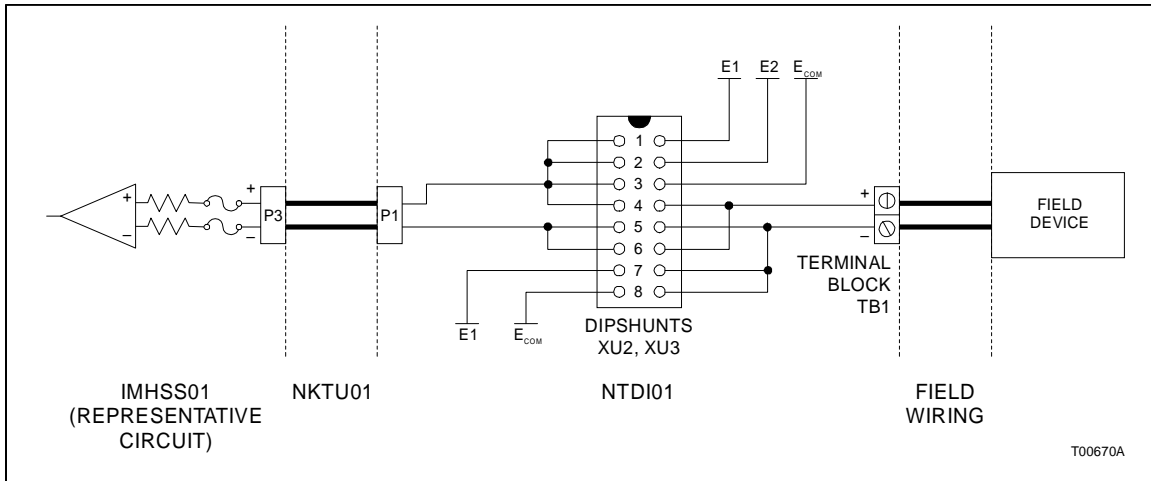 E1 E2 ECOM
1
2
3
4
5
6
7
8
+
−
+
−
P3
P1
+
−
FIELD
DEVICE
TERMINAL
BLOCK
TB1
E1 ECOM
DIPSHUNTS
XU2, XU3
IMHSS01
(REPRESENTATIVE
CIRCUIT)
NKTU01
NTDI01
FIELD
WIRING
T00670A